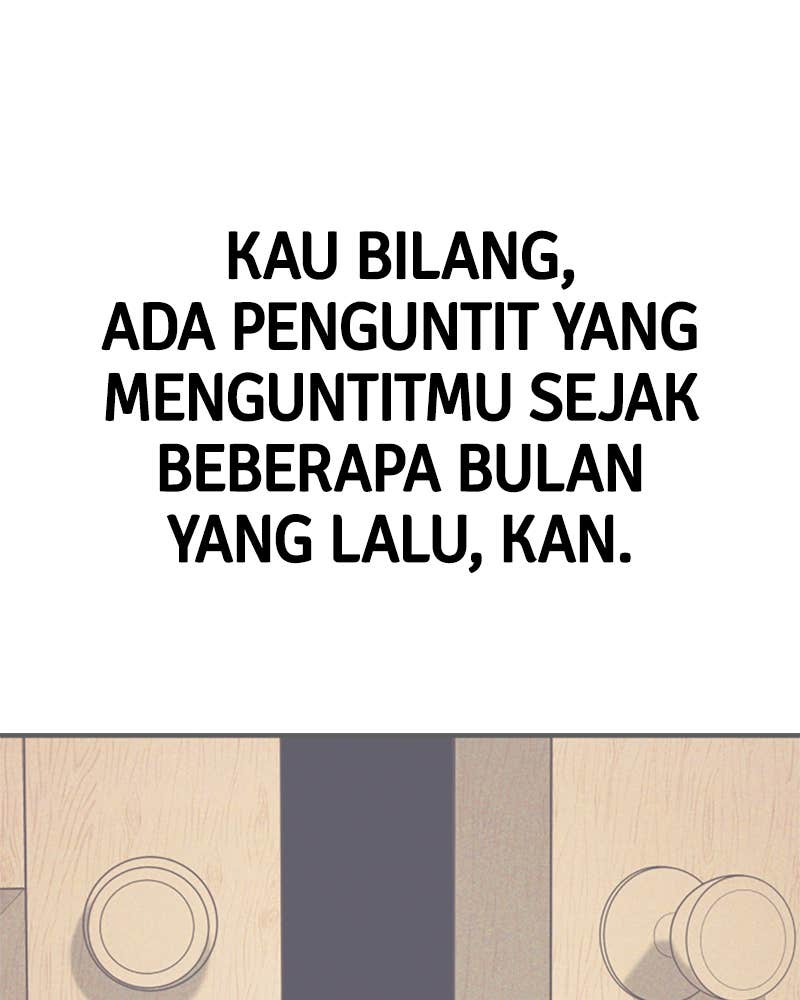 KAU BILANG,
ADA PENGUNTIT YANG
MENGUNTITMU SEJAK
BEBERAPA BULAN
YANG LALU, KAN.